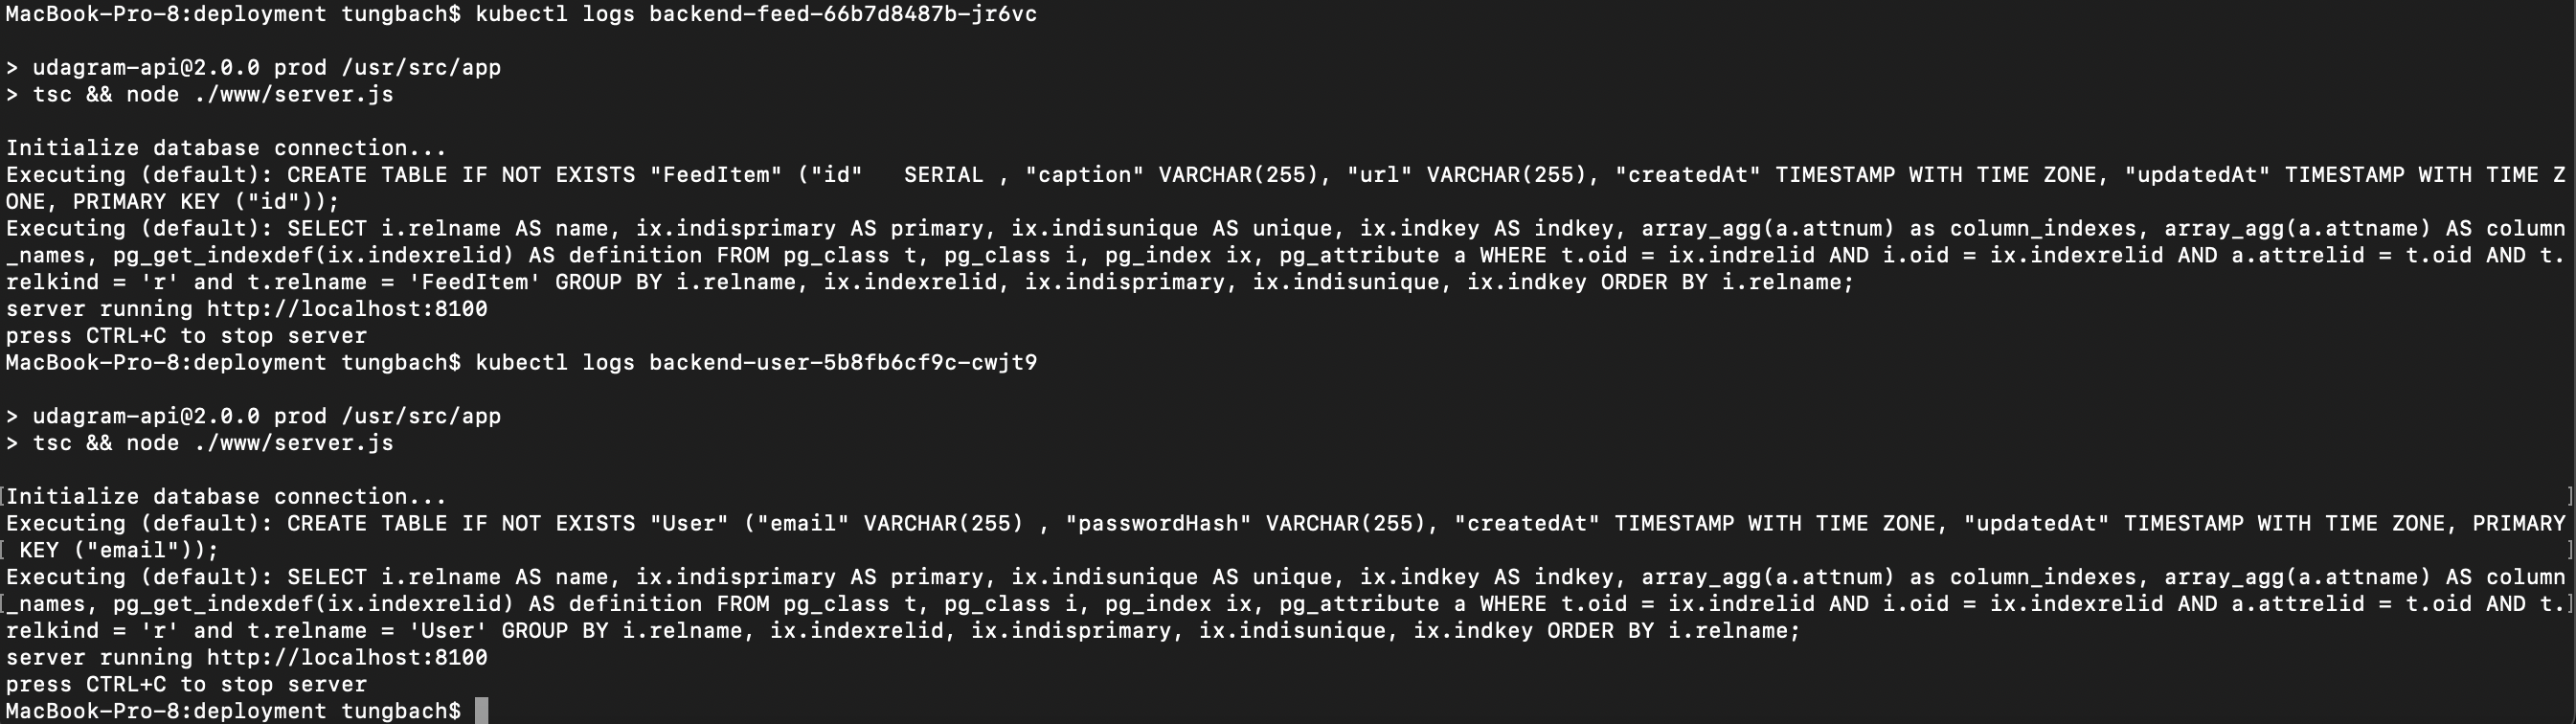 MacBook-Pro-8:deployment tungbach$ kubectl logs backend-feed-66b7d8487b-jr6vc
> udagram-api@2.0.0 prod /usr/src/app
> tsc && node ./www/server.js
Initialize database connection...
Executing (default): CREATE TABLE IF NOT EXISTS "FeedItem" ("id"   SERIAL , "caption" VARCHAR(255), "url" VARCHAR(255), "createdAt" TIMESTAMP WITH TIME ZONE, "updatedAt" TIMESTAMP WITH TIME Z
ONE, PRIMARY KEY ("id"));
Executing (default): SELECT i.relname AS name, ix.indisprimary AS primary, ix.indisunique AS unique, ix.indkey AS indkey, array_agg(a.attnum) as column_indexes, array_agg(a.attname) AS column
_names, pg_get_indexdef(ix.indexrelid) AS definition FROM pg_class t, pg_class i, pg_index ix, pg_attribute a WHERE t.oid = ix.indrelid AND i.oid = ix.indexrelid AND a.attrelid = t.oid AND t.
relkind = 'r' and t.relname = 'FeedItem' GROUP BY i.relname, ix.indexrelid, ix.indisprimary, ix.indisunique, ix.indkey ORDER BY i.relname;
server running http://localhost:8100
press CTRL+C to stop server
MacBook-Pro-8:deployment tungbach$ kubectl logs backend-user-5b8fb6cf9c-cwjt9
> udagram-api@2.0.0 prod /usr/src/app
> tsc && node ./www/server.js
[Initialize database connection... ]
Executing (default): CREATE TABLE IF NOT EXISTS "User" ("email" VARCHAR(255) , "passwordHash" VARCHAR(255), "createdAt" TIMESTAMP WITH TIME ZONE, "updatedAt" TIMESTAMP WITH TIME ZONE, PRIMARY
[ KEY ("email")); ]
Executing (default): SELECT i.relname AS name, ix.indisprimary AS primary, ix.indisunique AS unique, ix.indkey AS indkey, array_agg(a.attnum) as column_indexes, array_agg(a.attname) AS column
[_names, pg_get_indexdef(ix.indexrelid) AS definition FROM pg_class t, pg_class i, pg_index ix, pg_attribute a WHERE t.oid = ix.indrelid AND i.oid = ix.indexrelid AND a.attrelid = t.oid AND t.]
relkind = 'r' and t.relname = 'User' GROUP BY i.relname, ix.indexrelid, ix.indisprimary, ix.indisunique, ix.indkey ORDER BY i.relname;
server running http://localhost:8100
press CTRL+C to stop server
MacBook-Pro-8:deployment tungbach$